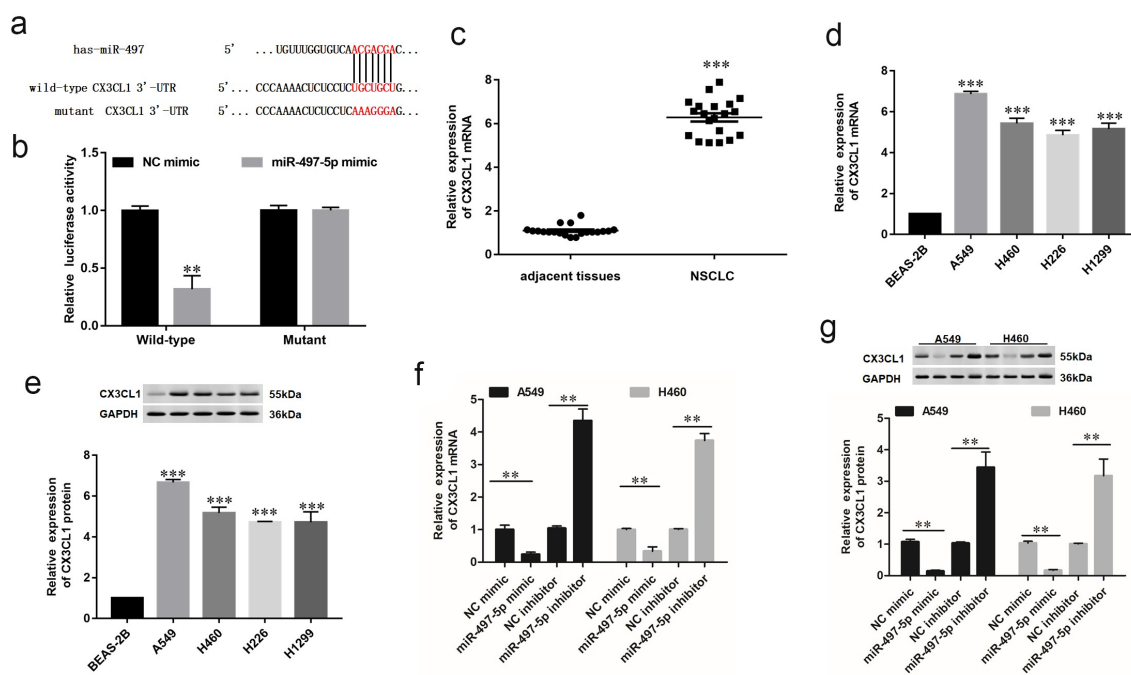 a
has-miR-497 5' ...UGUUUGGUGUCAACGACGAC...
wild-type CX3CL1 3'-UTR ... CCCAAAACUCUCCUCUGCUGCUG...
mutant CX3CL1 3'-UTR ... CCCAAAACUCUCCUCAAAGGGAG...
b
NC mimic miR-497-5p mimic
Relative luciferase acitivity
1.5
1.0
0.5
0.0
**
Wild-type Mutant
c
Relative expression
of CX3CL1 mRNA
8
6
4
2
0
***
adjacent tissues NSCLC
d
Relative expression
of CX3CL1 mRNA
8
6
4
2
0
*** *** *** ***
BEAS-2B A549 H460 H226 H1299
e
CX3CL1 55kDa
GAPDH 36kDa
Relative expression
of CX3CL1 protein
8
6
4
2
0
*** *** *** ***
BEAS-2B A549 H460 H226 H1299
f
A549 H460
Relative expression
of CX3CL1 mRNA
5
4
3
2
1
0
** ** ** **
NC mimic miR-497-5p mimic NC inhibitor miR-497-5p inhibitor NC mimic miR-497-5p mimic NC inhibitor miR-497-5p inhibitor
g
A549 H460
CX3CL1 55kDa
GAPDH 36kDa
A549 H460
Relative expression
of CX3CL1 protein
5
4
3
2
1
0
** ** ** **
NC mimic miR-497-5p mimic NC inhibitor miR-497-5p inhibitor NC mimic miR-497-5p mimic NC inhibitor miR-497-5p inhibitor